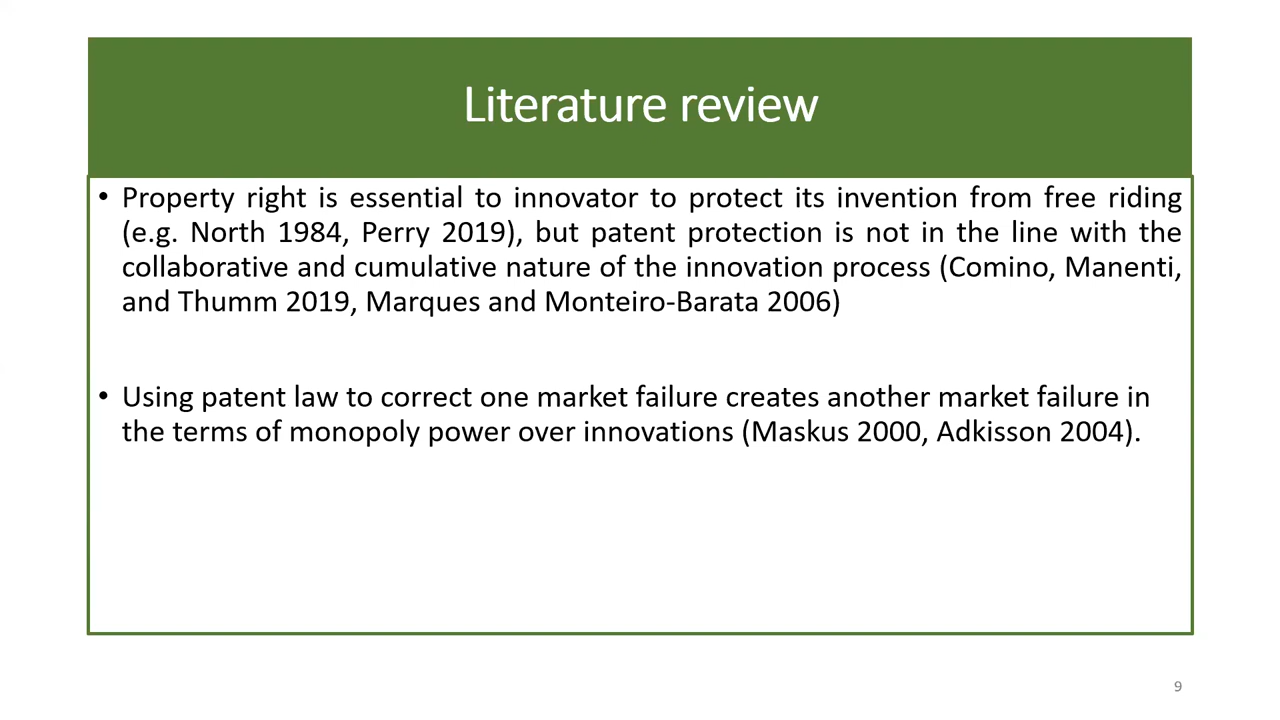 Literature review
• Property right is essential to innovator to protect its invention from free riding
(e.g. North 1984, Perry 2019), but patent protection is not in the line with the
collaborative and cumulative nature of the innovation process (Comino, Manenti,
and Thumm 2019, Marques and Monteiro-Barata 2006)
• Using patent law to correct one market failure creates another market failure in
the terms of monopoly power over innovations (Maskus 2000, Adkisson 2004).
9